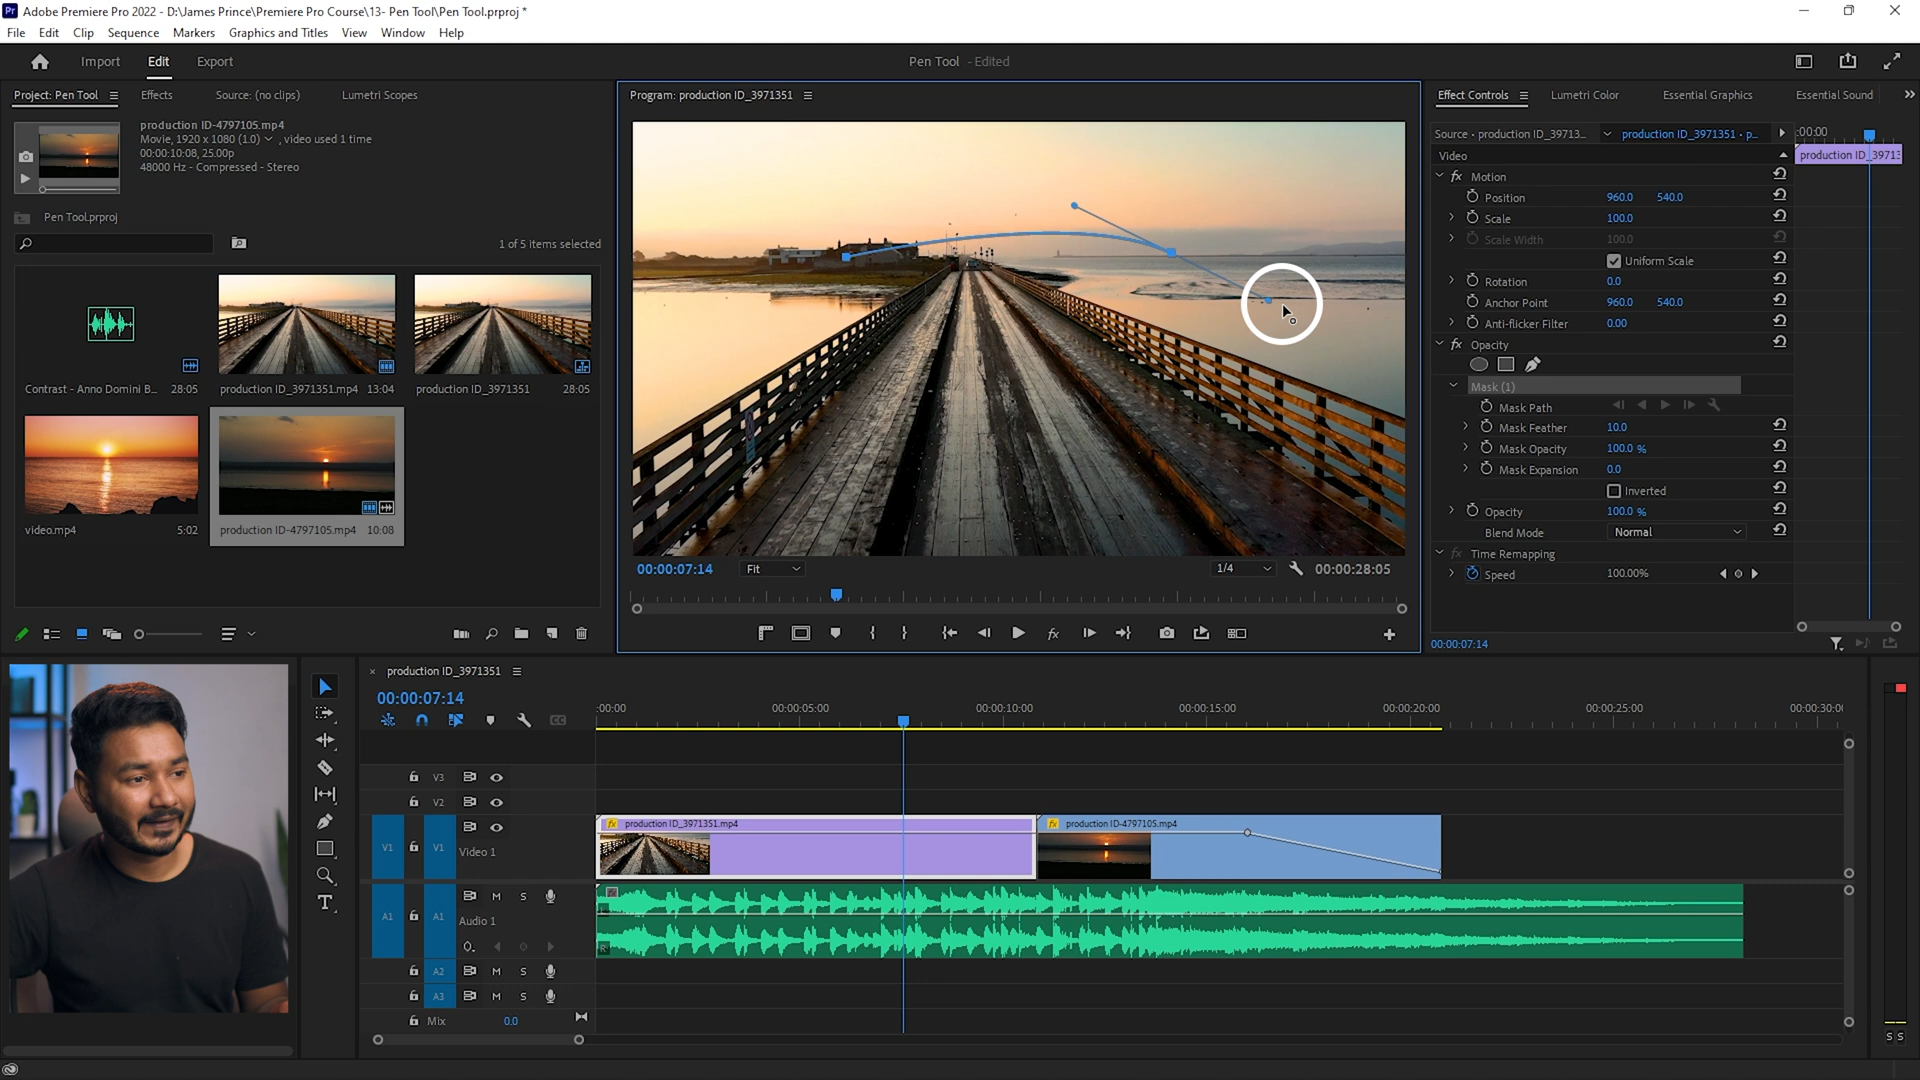 Pr Adobe Premiere Pro 2022 - D:\James Prince\Premiere Pro Course\13- Pen Tool\Pen Tool.prproj *
File Edit Clip Sequence Markers Graphics and Titles View Window Help
Import Edit Export
Pen Tool - Edited
Project: Pen Tool Effects Source: (no clips) Lumetri Scopes
production ID-4797105.mp4
Movie, 1920 x 1080 (1.0) , video used 1 time
00:00:10:08, 25.00p
48000 Hz - Compressed - Stereo
Pen Tool.prproj
1 of 5 items selected
Contrast - Anno Domini B... 28:05
production ID_3971351.mp4 13:04
production ID_3971351 28:05
video.mp4 5:02
production ID-4797105.mp4 10:08
Program: production ID_3971351
00:00:07:14 Fit 1/4 00:00:28:05
Effect Controls Lumetri Color Essential Graphics Essential Sound
Source • production ID_39713... production ID_3971351 • p... :00:00
Video production ID_39713
fx Motion
Position 960.0 540.0
Scale 100.0
Scale Width 100.0
Uniform Scale
Rotation 0.0
Anchor Point 960.0 540.0
Anti-flicker Filter 0.00
fx Opacity
Mask (1)
Mask Path
Mask Feather 10.0
Mask Opacity 100.0 %
Mask Expansion 0.0
Inverted
Opacity 100.0 %
Blend Mode Normal
fx Time Remapping
Speed 100.00%
00:00:07:14
production ID_3971351
00:00:07:14
:00:00 00:00:05:00 00:00:10:00 00:00:15:00 00:00:20:00 00:00:25:00 00:00:30:0
V3
V2
fx production ID_3971351.mp4 fx production ID-4797105.mp4
V1 V1 Video 1
M S
A1 A1 Audio 1
L
R
A2 M S
A3 M S
Mix 0.0
S S